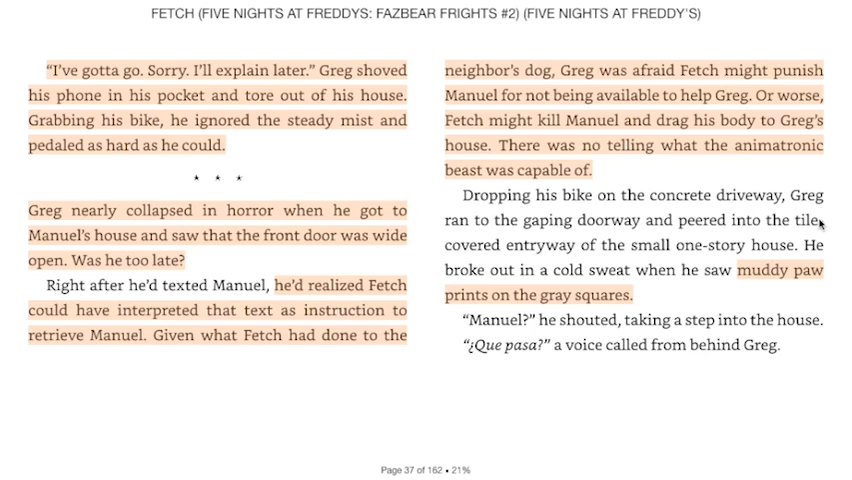 FETCH (FIVE NIGHTS AT FREDDYS: FAZBEAR FRIGHTS #2) (FIVE NIGHTS AT FREDDY'S)
“I’ve gotta go. Sorry. I’ll explain later.” Greg shoved
his phone in his pocket and tore out of his house.
Grabbing his bike, he ignored the steady mist and
pedaled as hard as he could.
* * *
Greg nearly collapsed in horror when he got to
Manuel’s house and saw that the front door was wide
open. Was he too late?
Right after he’d texted Manuel, he’d realized Fetch
could have interpreted that text as instruction to
retrieve Manuel. Given what Fetch had done to the
neighbor’s dog, Greg was afraid Fetch might punish
Manuel for not being available to help Greg. Or worse,
Fetch might kill Manuel and drag his body to Greg’s
house. There was no telling what the animatronic
beast was capable of.
Dropping his bike on the concrete driveway, Greg
ran to the gaping doorway and peered into the tile-
covered entryway of the small one-story house. He
broke out in a cold sweat when he saw muddy paw
prints on the gray squares.
“Manuel?” he shouted, taking a step into the house.
“¿Que pasa?” a voice called from behind Greg.
Page 37 of 162 • 21%